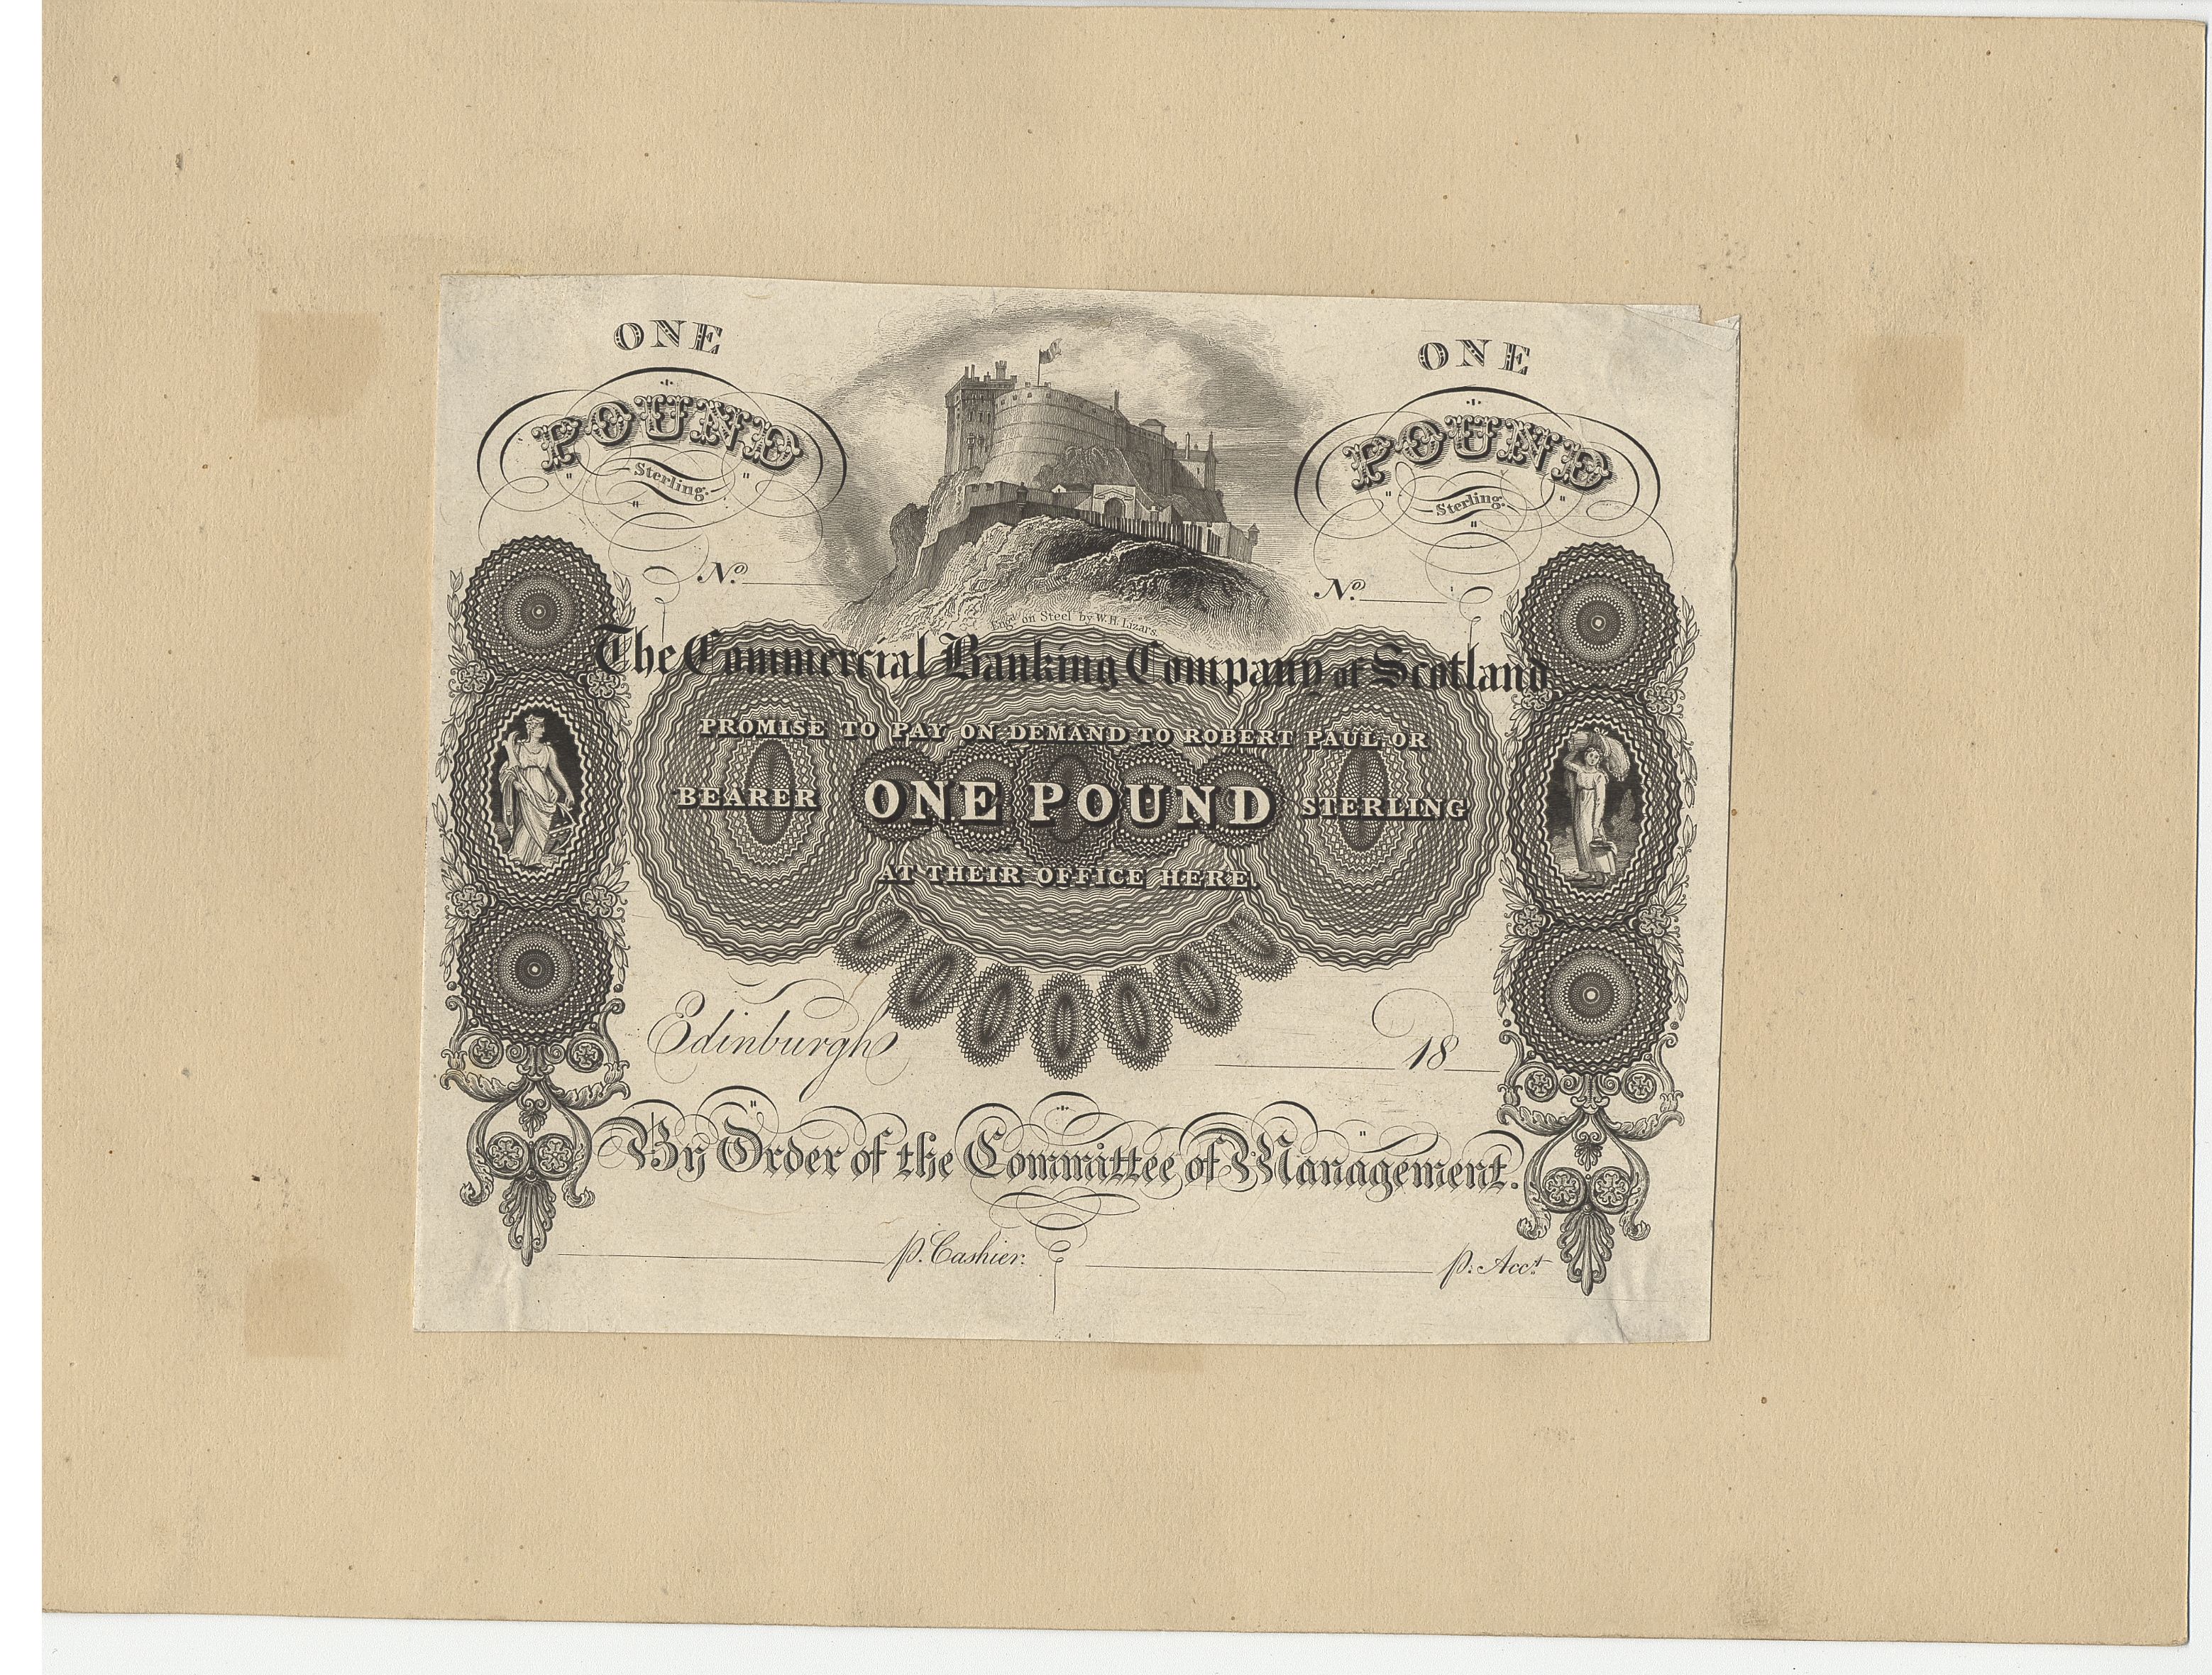 ONE
POUND
Sterling.
ONE
POUND
Sterling.
No.
No.
Engd. on Steel by W.H. Lizars.
The Commercial Banking Company of Scotland
PROMISE TO PAY ON DEMAND TO ROBERT PAUL, OR
BEARER ONE POUND STERLING
AT THEIR OFFICE HERE.
Edinburgh 18
By Order of the Committee of Management.
p. Cashier. p. Acct.